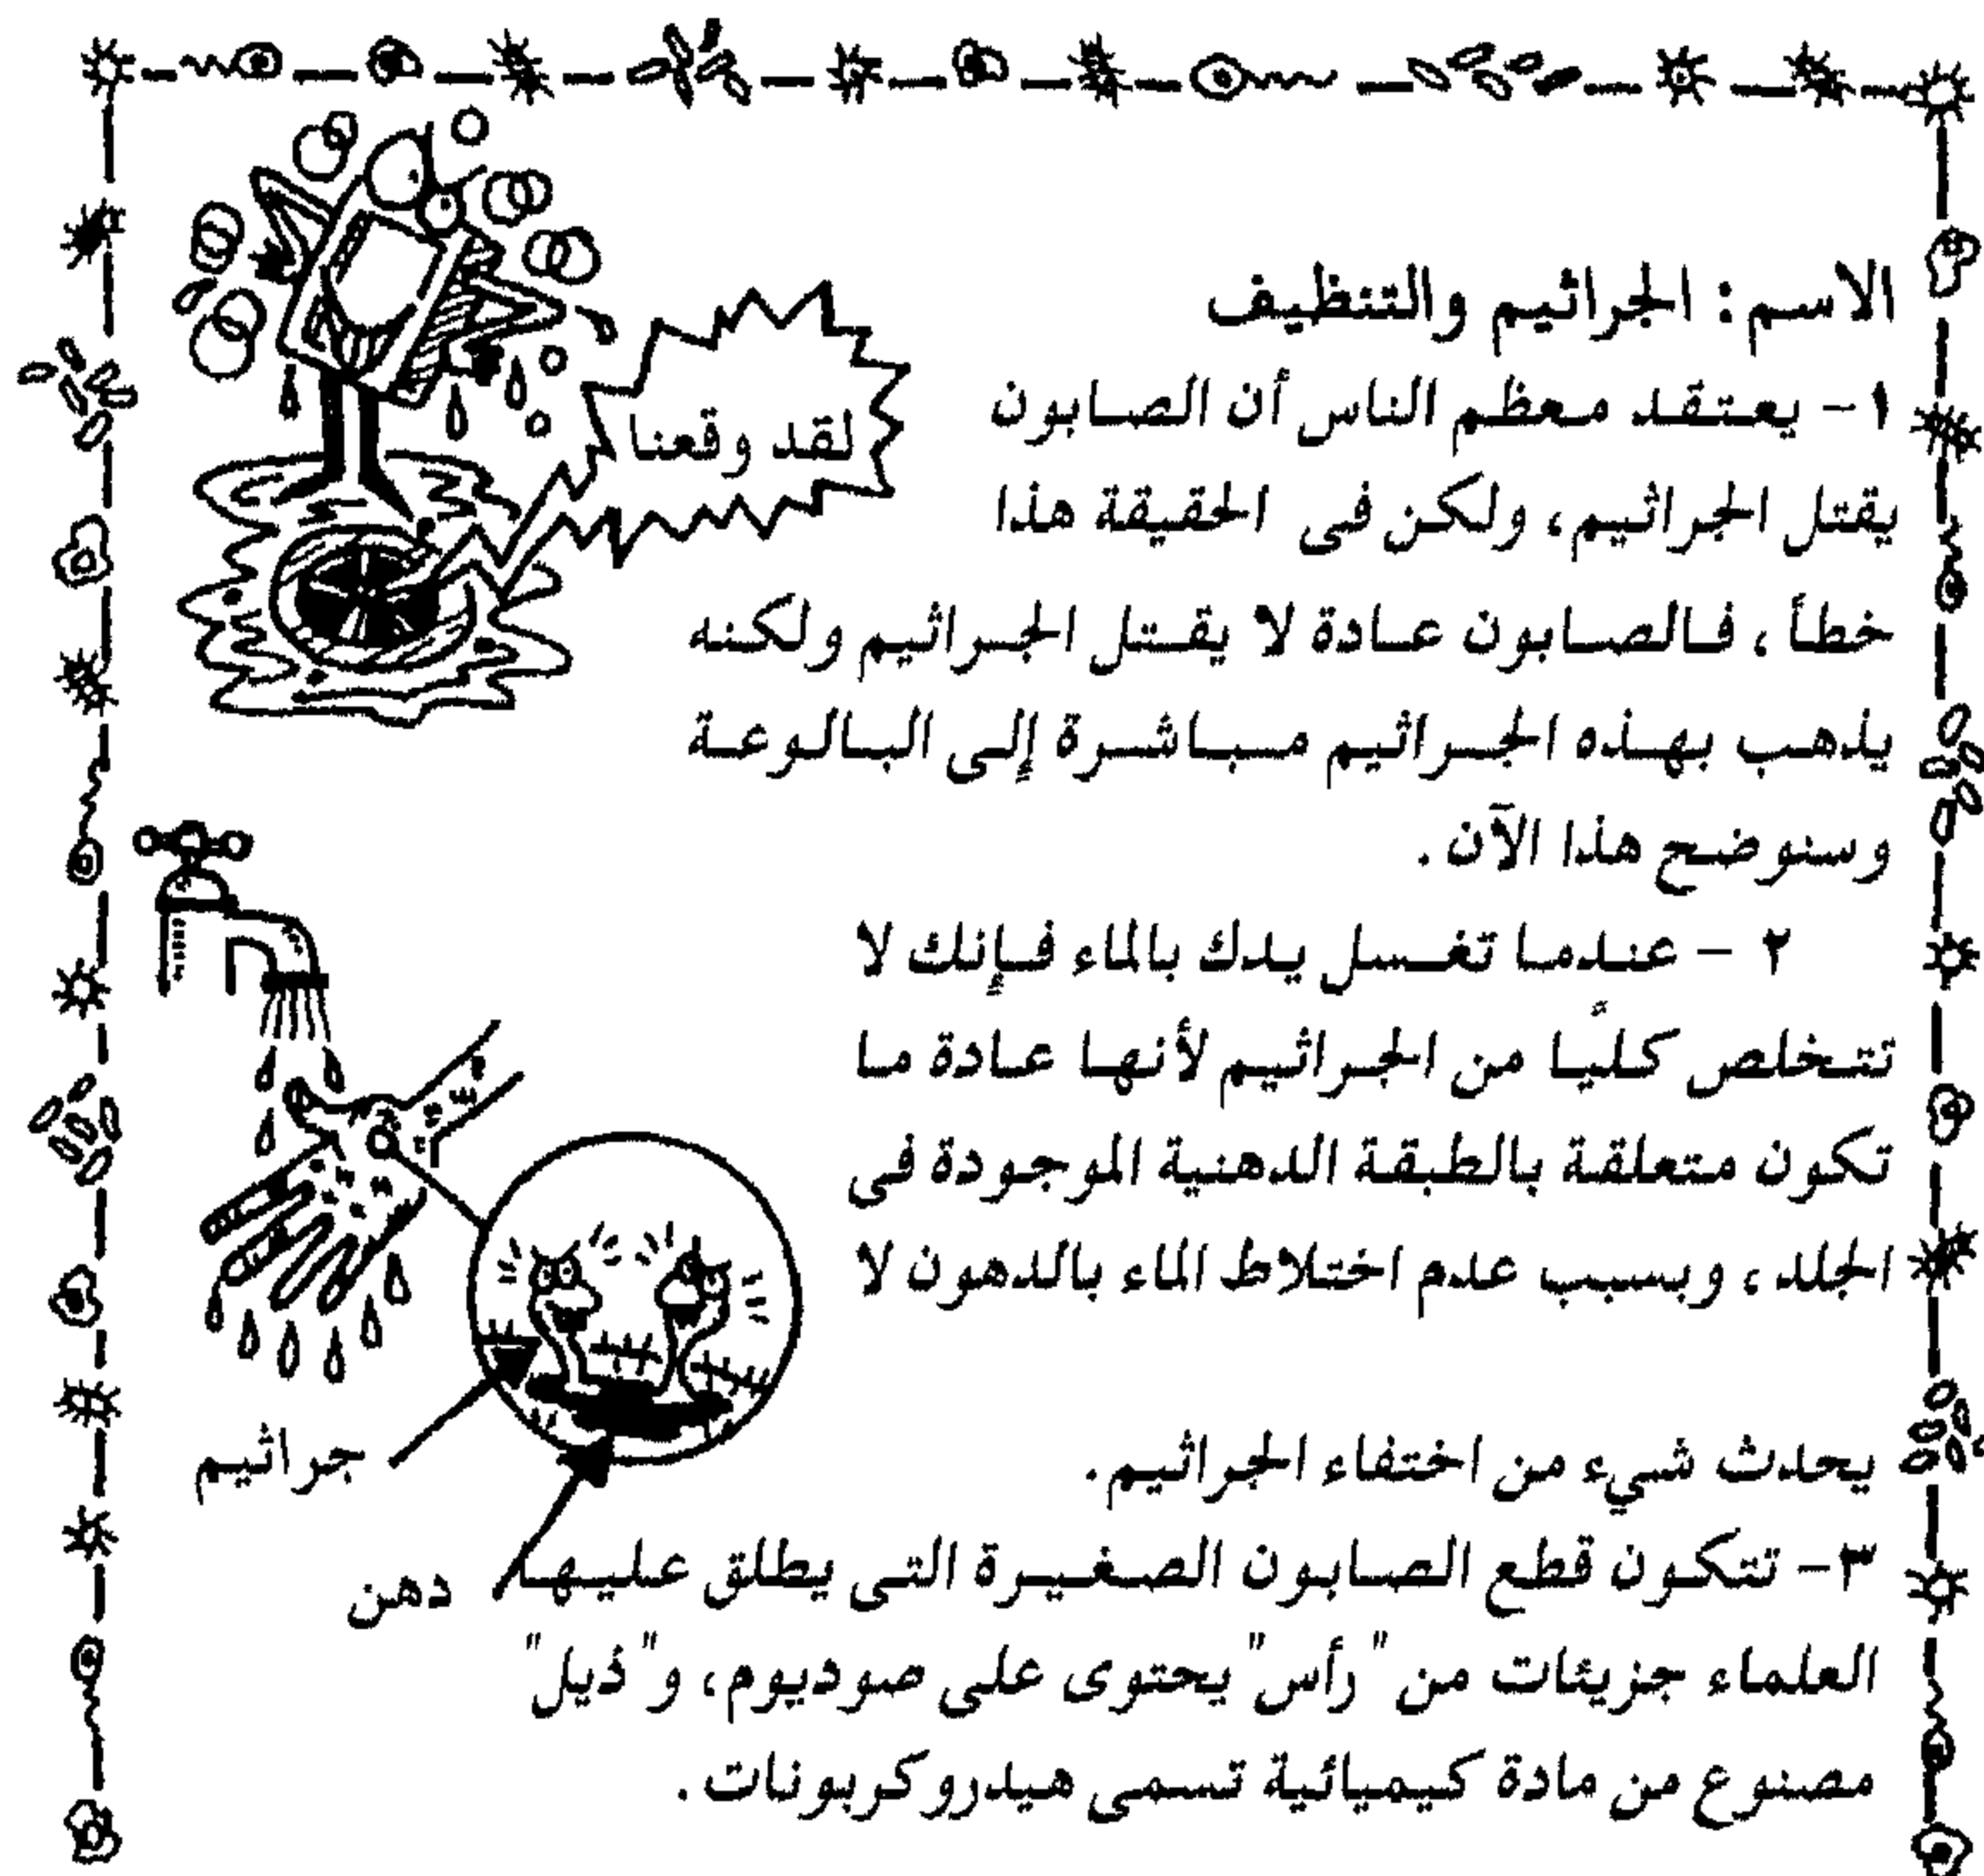 الاسم: الجراثيم والتنظيف
١- يعتقد معظم الناس أن الصابون
لقد وقعنا
يقتل الجراثيم، ولكن فى الحقيقة هذا
خطأ، فالصابون عادة لا يقتل الجراثيم ولكنه
يذهب بهذه الجراثيم مباشرة إلى البالوعة
وسنوضح هذا الآن.
٢ - عندما تغسل يدك بالماء فإنك لا
تتخلص كليًا من الجراثيم لأنها عادة ما
تكون متعلقة بالطبقة الدهنية الموجودة فى
الجلد، وبسبب عدم اختلاط الماء بالدهون لا
يحدث شيء من اختفاء الجراثيم.
جراثيم
٣- تتكون قطع الصابون الصغيرة التى يطلق عليها
دهن
العلماء جزيئات من "رأس" يحتوى على صوديوم، و"ذيل"
مصنوع من مادة كيميائية تسمى هيدروكربونات.